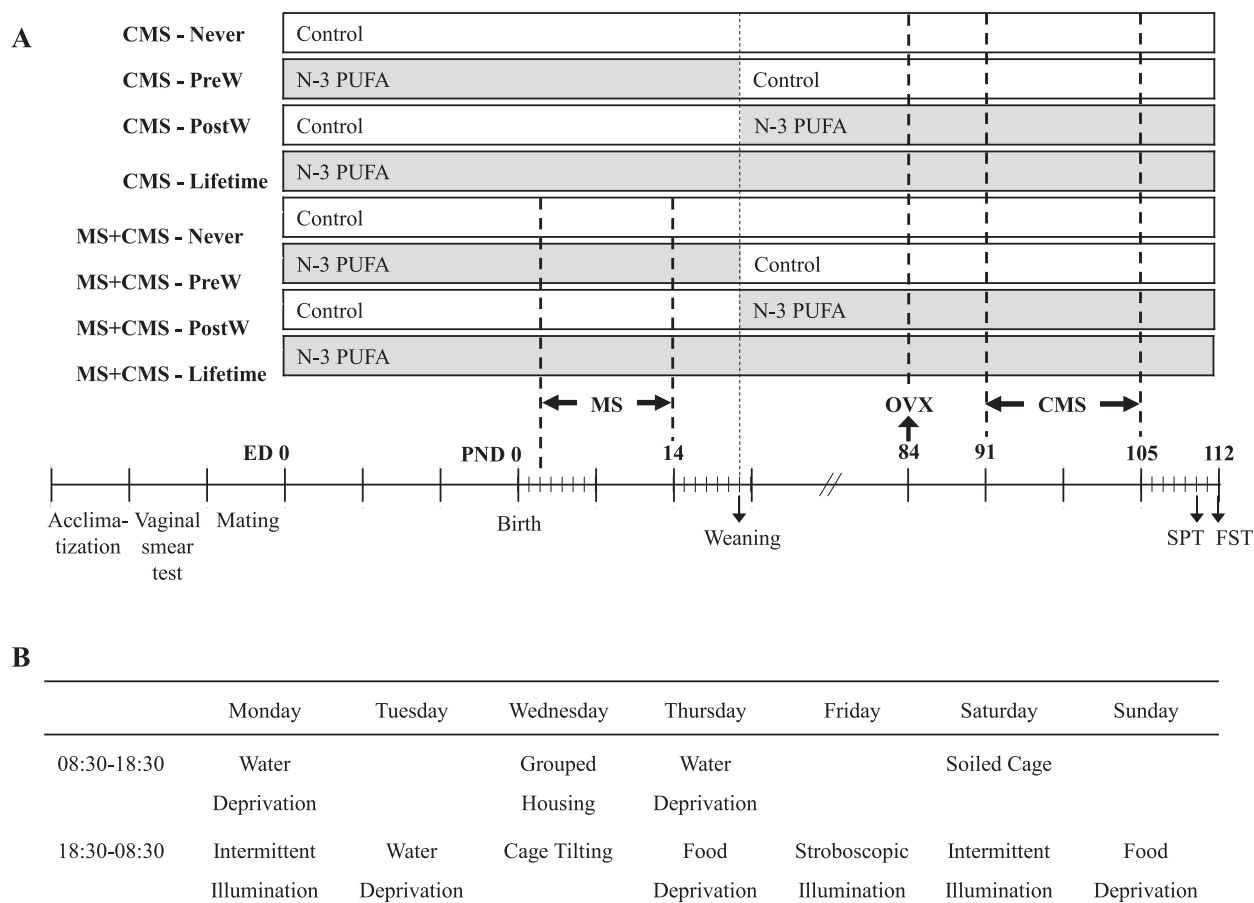 A
CMS - Never
Control
CMS - PreW
N-3 PUFA
Control
CMS - PostW
Control
N-3 PUFA
CMS - Lifetime
N-3 PUFA
MS+CMS - Never
Control
MS+CMS - PreW
N-3 PUFA
Control
MS+CMS - PostW
Control
N-3 PUFA
MS+CMS - Lifetime
N-3 PUFA
MS
OVX
CMS
ED 0
PND 0
14
84
91
105
112
Acclima-
tization
Vaginal
smear
test
Mating
Birth
Weaning
SPT
FST
B
Monday Tuesday Wednesday Thursday Friday Saturday Sunday
08:30-18:30 Water Grouped Water Soiled Cage
Deprivation Housing Deprivation
18:30-08:30 Intermittent Water Cage Tilting Food Stroboscopic Intermittent Food
Illumination Deprivation Deprivation Illumination Illumination Deprivation